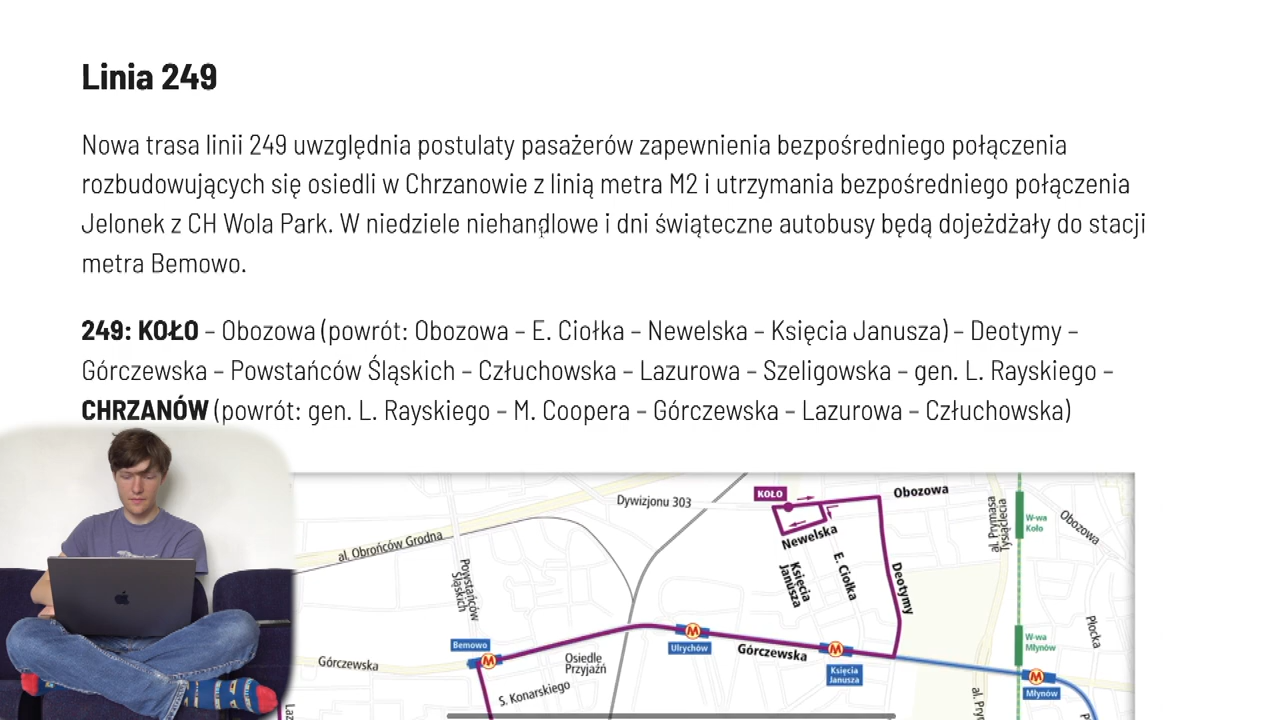 Linia 249
Nowa trasa linii 249 uwzględnia postulaty pasażerów zapewnienia bezpośredniego połączenia
rozbudowujących się osiedli w Chrzanowie z linią metra M2 i utrzymania bezpośredniego połączenia
Jelonek z CH Wola Park. W niedziele niehandlowe i dni świąteczne autobusy będą dojeżdżały do stacji
metra Bemowo.
249: KOŁO – Obozowa (powrót: Obozowa – E. Ciołka – Newelska – Księcia Janusza) – Deotymy –
Górczewska – Powstańców Śląskich – Człuchowska – Lazurowa – Szeligowska – gen. L. Rayskiego –
CHRZANÓW (powrót: gen. L. Rayskiego – M. Coopera – Górczewska – Lazurowa – Człuchowska)
KOŁO
Obozowa
Dywizjonu 303
al. Prymasa
Tysiąclecia
W-wa
Koło
Obozowa
Newelska
al. Obrońców Grodna
Powstańców
Śląskich
Księcia
Janusza
E. Ciołka
Deotymy
Płocka
W-wa
Młynów
Bemowo
M
M
Ulrychów
Górczewska
M
Księcia
Janusza
Górczewska
Osiedle
Przyjaźń
M
Młynów
S. Konarskiego